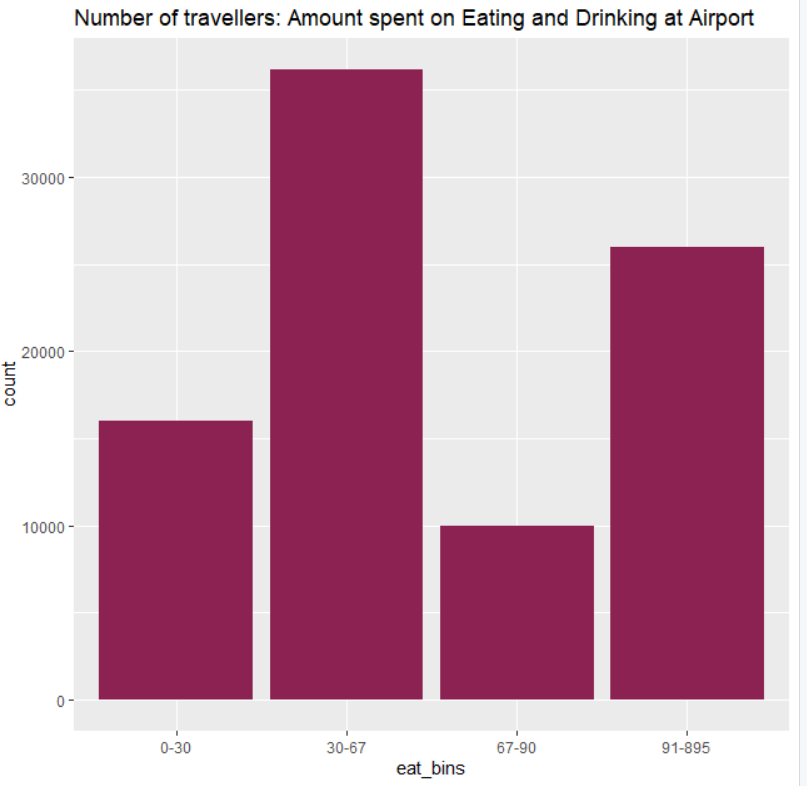 Number of travellers: Amount spent on Eating and Drinking at Airport
30000
20000
10000
0
count
0-30 30-67 67-90 91-895
eat_bins